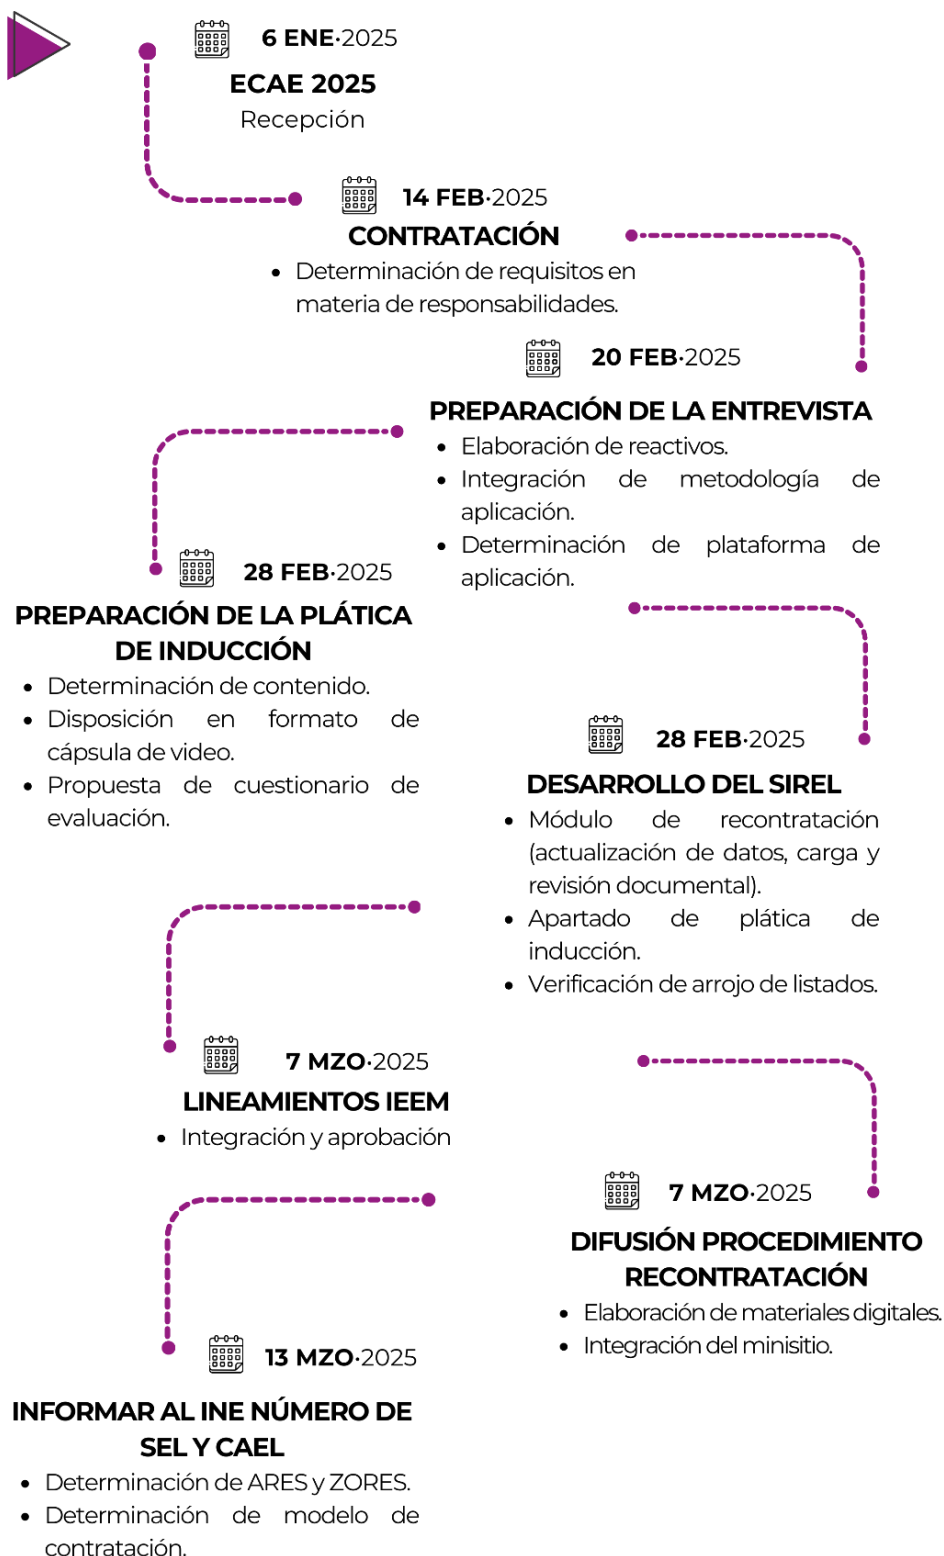 6 ENE·2025
ECAE 2025
Recepción
14 FEB·2025
CONTRATACIÓN
• Determinación de requisitos en
materia de responsabilidades.
20 FEB·2025
PREPARACIÓN DE LA ENTREVISTA
• Elaboración de reactivos.
• Integración de metodología de
aplicación.
• Determinación de plataforma de
aplicación.
28 FEB·2025
PREPARACIÓN DE LA PLÁTICA
DE INDUCCIÓN
• Determinación de contenido.
• Disposición en formato de
cápsula de video.
• Propuesta de cuestionario de
evaluación.
28 FEB·2025
DESARROLLO DEL SIREL
• Módulo de recontratación
(actualización de datos, carga y
revisión documental).
• Apartado de plática de
inducción.
• Verificación de arrojo de listados.
7 MZO·2025
LINEAMIENTOS IEEM
• Integración y aprobación
7 MZO·2025
DIFUSIÓN PROCEDIMIENTO
RECONTRATACIÓN
• Elaboración de materiales digitales.
• Integración del minisitio.
13 MZO·2025
INFORMAR AL INE NÚMERO DE
SEL Y CAEL
• Determinación de ARES y ZORES.
• Determinación de modelo de
contratación.